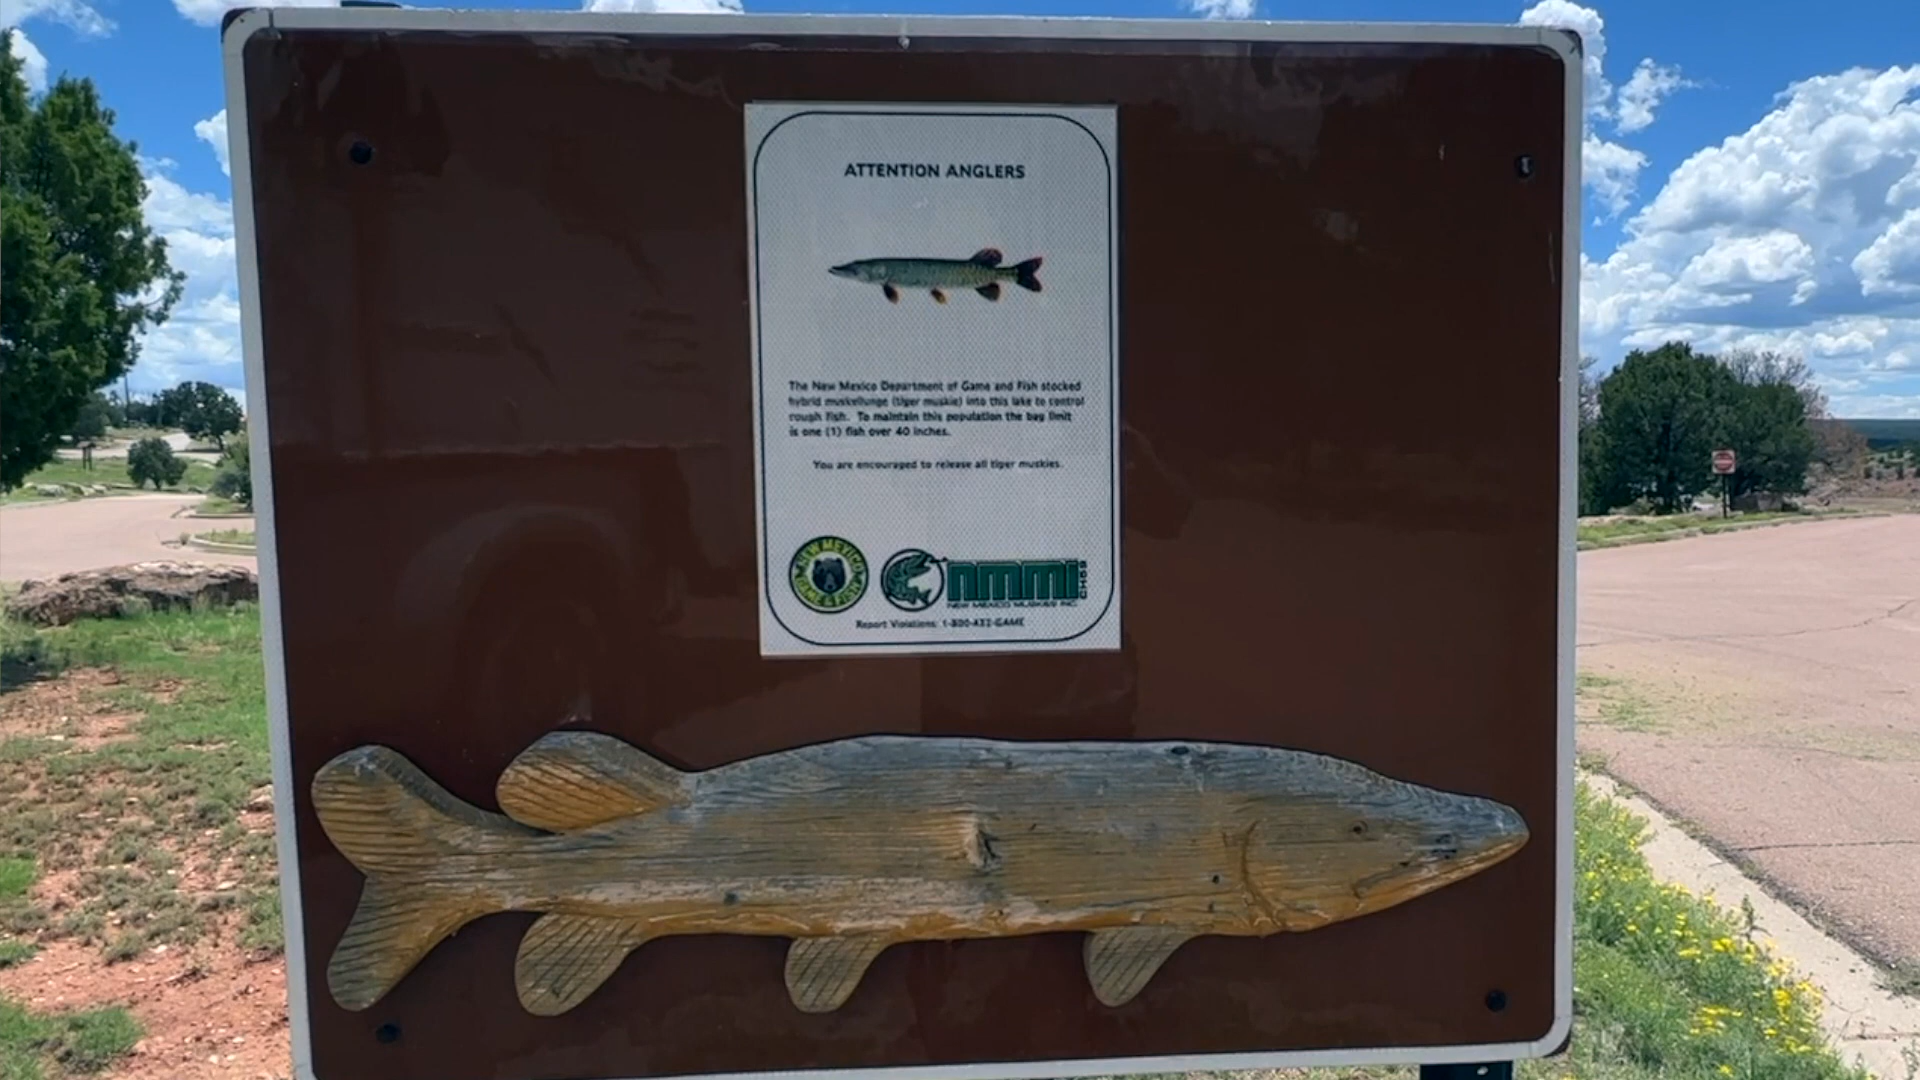 ATTENTION ANGLERS
The New Mexico Department of Game and Fish stocked
hybrid muskellunge (tiger muskie) into this lake to control
rough fish. To maintain this population the bag limit
is one (1) fish over 40 inches.
You are encouraged to release all tiger muskies.
NEW MEXICO
GAME & FISH
nmmi
CH69
NEW MEXICO MUSKIES INC.
Report Violations: 1-800-432-GAME